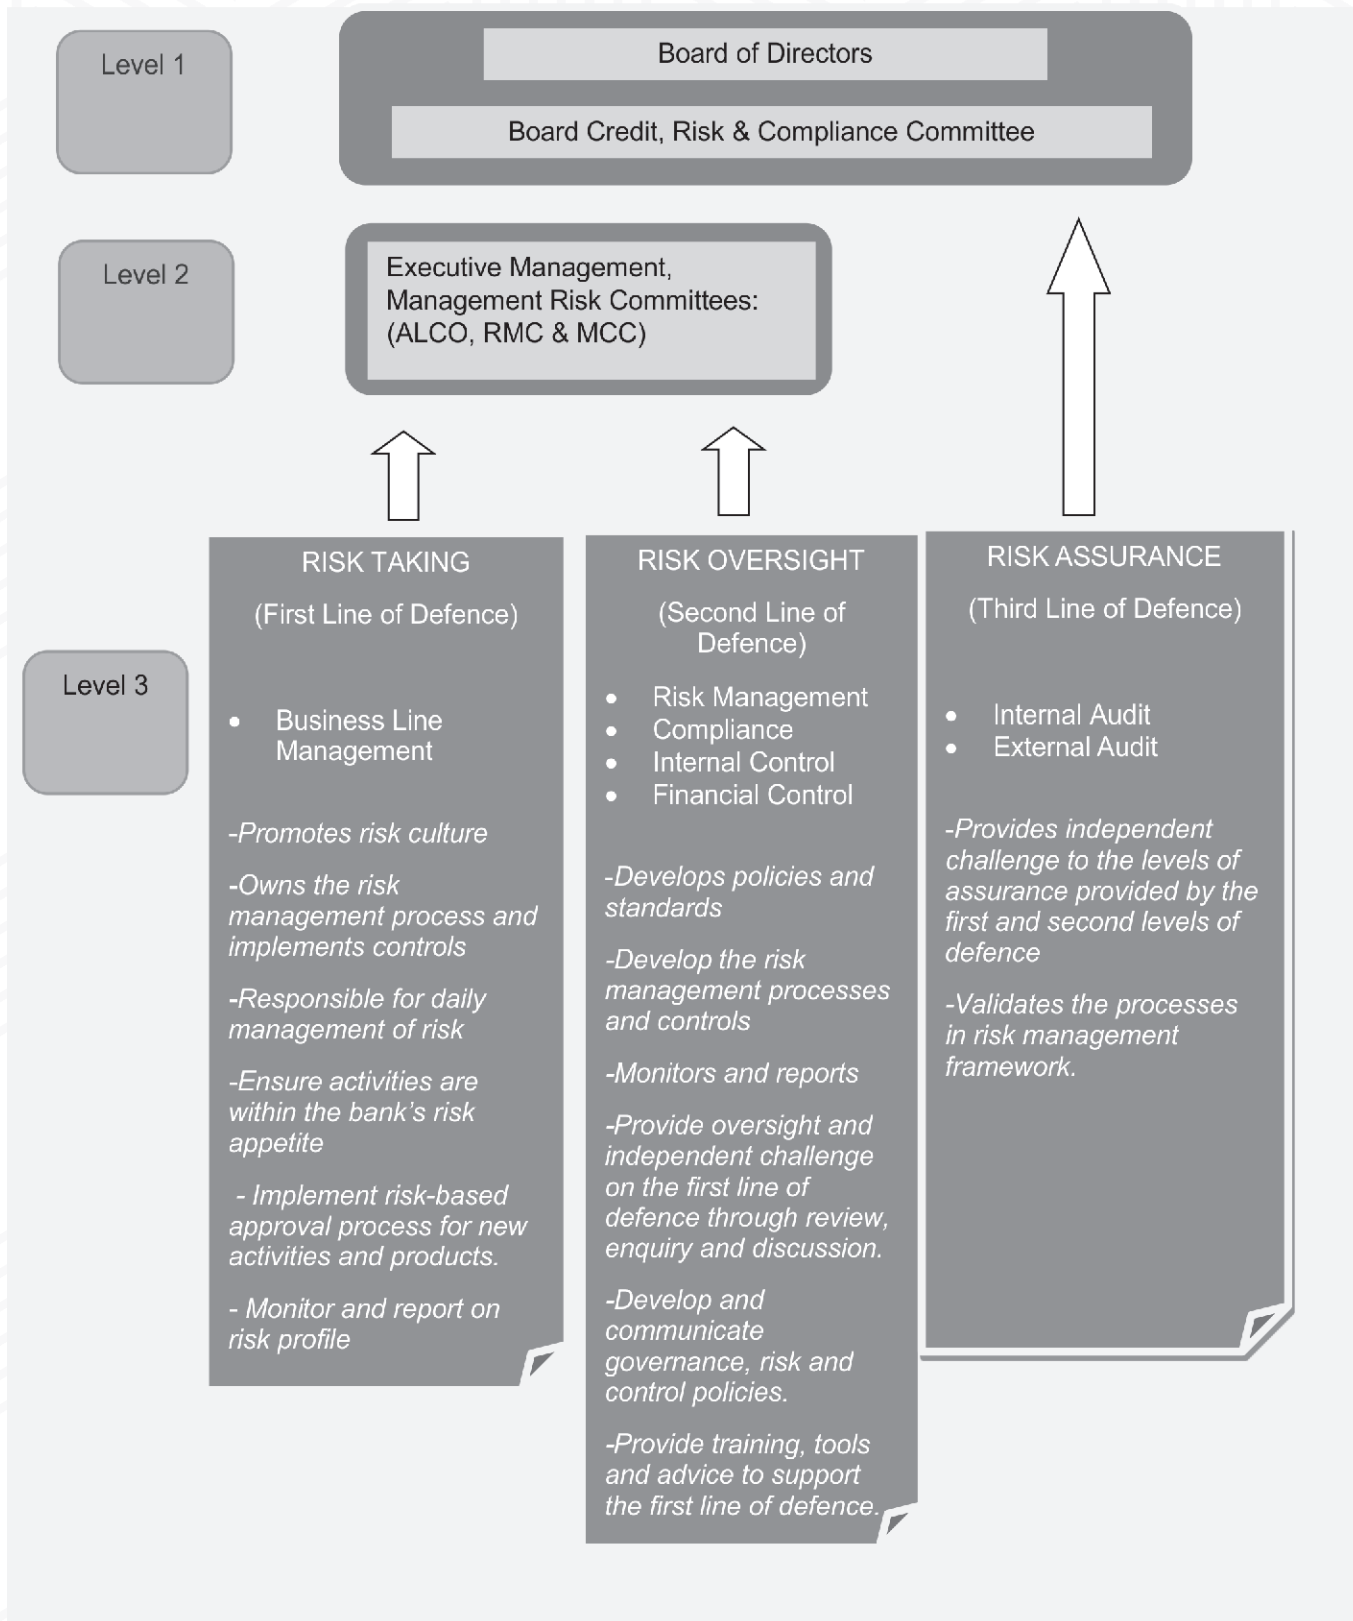 Level 1
Board of Directors
Board Credit, Risk & Compliance Committee
Level 2
Executive Management,
Management Risk Committees:
(ALCO, RMC & MCC)
Level 3
RISK TAKING
(First Line of Defence)
• Business Line
Management
-Promotes risk culture
-Owns the risk
management process and
implements controls
-Responsible for daily
management of risk
-Ensure activities are
within the bank's risk
appetite
- Implement risk-based
approval process for new
activities and products.
- Monitor and report on
risk profile
RISK OVERSIGHT
(Second Line of
Defence)
• Risk Management
• Compliance
• Internal Control
• Financial Control
-Develops policies and
standards
-Develop the risk
management processes
and controls
-Monitors and reports
-Provide oversight and
independent challenge
on the first line of
defence through review,
enquiry and discussion.
-Develop and
communicate
governance, risk and
control policies.
-Provide training, tools
and advice to support
the first line of defence.
RISK ASSURANCE
(Third Line of Defence)
• Internal Audit
• External Audit
-Provides independent
challenge to the levels of
assurance provided by the
first and second levels of
defence
-Validates the processes
in risk management
framework.